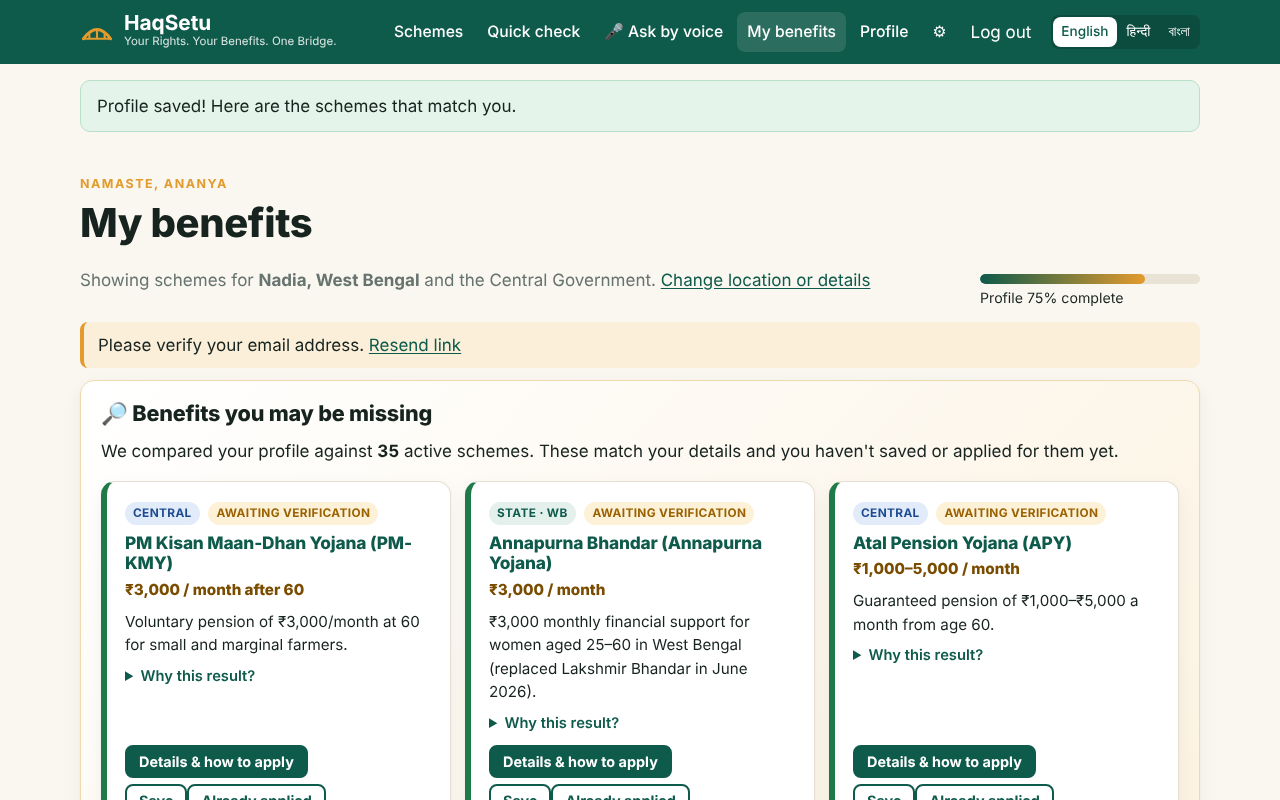 HaqSetu
Your Rights. Your Benefits. One Bridge.
Schemes
Quick check
Ask by voice
My benefits
Profile
Log out
English
हिन्दी
বাংলা
Profile saved! Here are the schemes that match you.
NAMASTE, ANANYA
My benefits
Showing schemes for Nadia, West Bengal and the Central Government. Change location or details
Profile 75% complete
Please verify your email address. Resend link
Benefits you may be missing
We compared your profile against 35 active schemes. These match your details and you haven't saved or applied for them yet.
CENTRAL
AWAITING VERIFICATION
PM Kisan Maan-Dhan Yojana (PM-
KMY)
₹3,000 / month after 60
Voluntary pension of ₹3,000/month at 60
for small and marginal farmers.
Why this result?
Details & how to apply
Save
Already applied
STATE · WB
AWAITING VERIFICATION
Annapurna Bhandar (Annapurna
Yojana)
₹3,000 / month
₹3,000 monthly financial support for
women aged 25–60 in West Bengal
(replaced Lakshmir Bhandar in June
2026).
Why this result?
Details & how to apply
Save
Already applied
CENTRAL
AWAITING VERIFICATION
Atal Pension Yojana (APY)
₹1,000–5,000 / month
Guaranteed pension of ₹1,000–₹5,000 a
month from age 60.
Why this result?
Details & how to apply
Save
Already applied